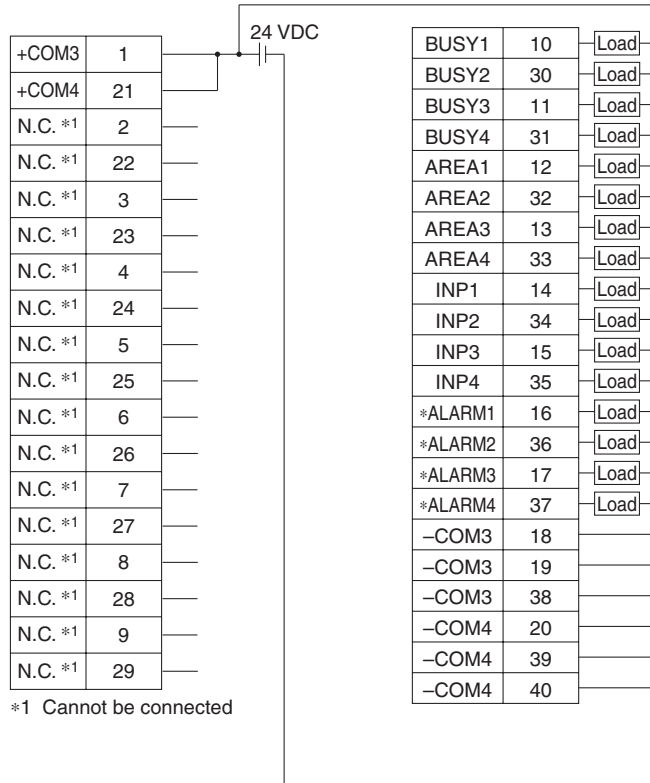 24 VDC
+COM3 1
+COM4 21
N.C. *1 2
N.C. *1 22
N.C. *1 3
N.C. *1 23
N.C. *1 4
N.C. *1 24
N.C. *1 5
N.C. *1 25
N.C. *1 6
N.C. *1 26
N.C. *1 7
N.C. *1 27
N.C. *1 8
N.C. *1 28
N.C. *1 9
N.C. *1 29
*1 Cannot be connected
BUSY1 10 Load
BUSY2 30 Load
BUSY3 11 Load
BUSY4 31 Load
AREA1 12 Load
AREA2 32 Load
AREA3 13 Load
AREA4 33 Load
INP1 14 Load
INP2 34 Load
INP3 15 Load
INP4 35 Load
*ALARM1 16 Load
*ALARM2 36 Load
*ALARM3 17 Load
*ALARM4 37 Load
–COM3 18
–COM3 19
–COM3 38
–COM4 20
–COM4 39
–COM4 40